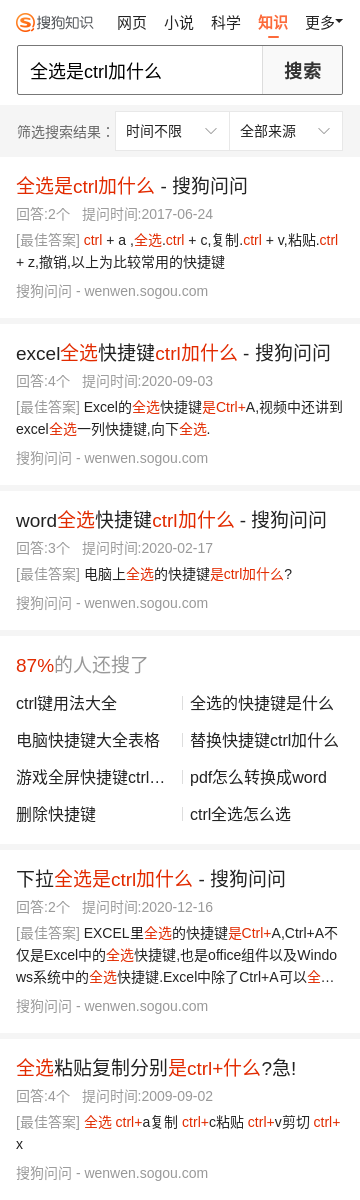 搜狗知识 网页 小说 科学 知识 更多
全选是ctrl加什么 搜索
筛选搜索结果： 时间不限 全部来源
全选是ctrl加什么 - 搜狗问问
回答:2个 提问时间:2017-06-24
[最佳答案] ctrl + a ,全选.ctrl + c,复制.ctrl + v,粘贴.ctrl
+ z,撤销,以上为比较常用的快捷键
搜狗问问 - wenwen.sogou.com
excel全选快捷键ctrl加什么 - 搜狗问问
回答:4个 提问时间:2020-09-03
[最佳答案] Excel的全选快捷键是Ctrl+A,视频中还讲到
excel全选一列快捷键,向下全选.
搜狗问问 - wenwen.sogou.com
word全选快捷键ctrl加什么 - 搜狗问问
回答:3个 提问时间:2020-02-17
[最佳答案] 电脑上全选的快捷键是ctrl加什么?
搜狗问问 - wenwen.sogou.com
87%的人还搜了
ctrl键用法大全 全选的快捷键是什么
电脑快捷键大全表格 替换快捷键ctrl加什么
游戏全屏快捷键ctrl… pdf怎么转换成word
删除快捷键 ctrl全选怎么选
下拉全选是ctrl加什么 - 搜狗问问
回答:2个 提问时间:2020-12-16
[最佳答案] EXCEL里全选的快捷键是Ctrl+A,Ctrl+A不
仅是Excel中的全选快捷键,也是office组件以及Windo
ws系统中的全选快捷键.Excel中除了Ctrl+A可以全…
搜狗问问 - wenwen.sogou.com
全选粘贴复制分别是ctrl+什么?急!
回答:4个 提问时间:2009-09-02
[最佳答案] 全选 ctrl+a复制 ctrl+c粘贴 ctrl+v剪切 ctrl+
x
搜狗问问 - wenwen.sogou.com